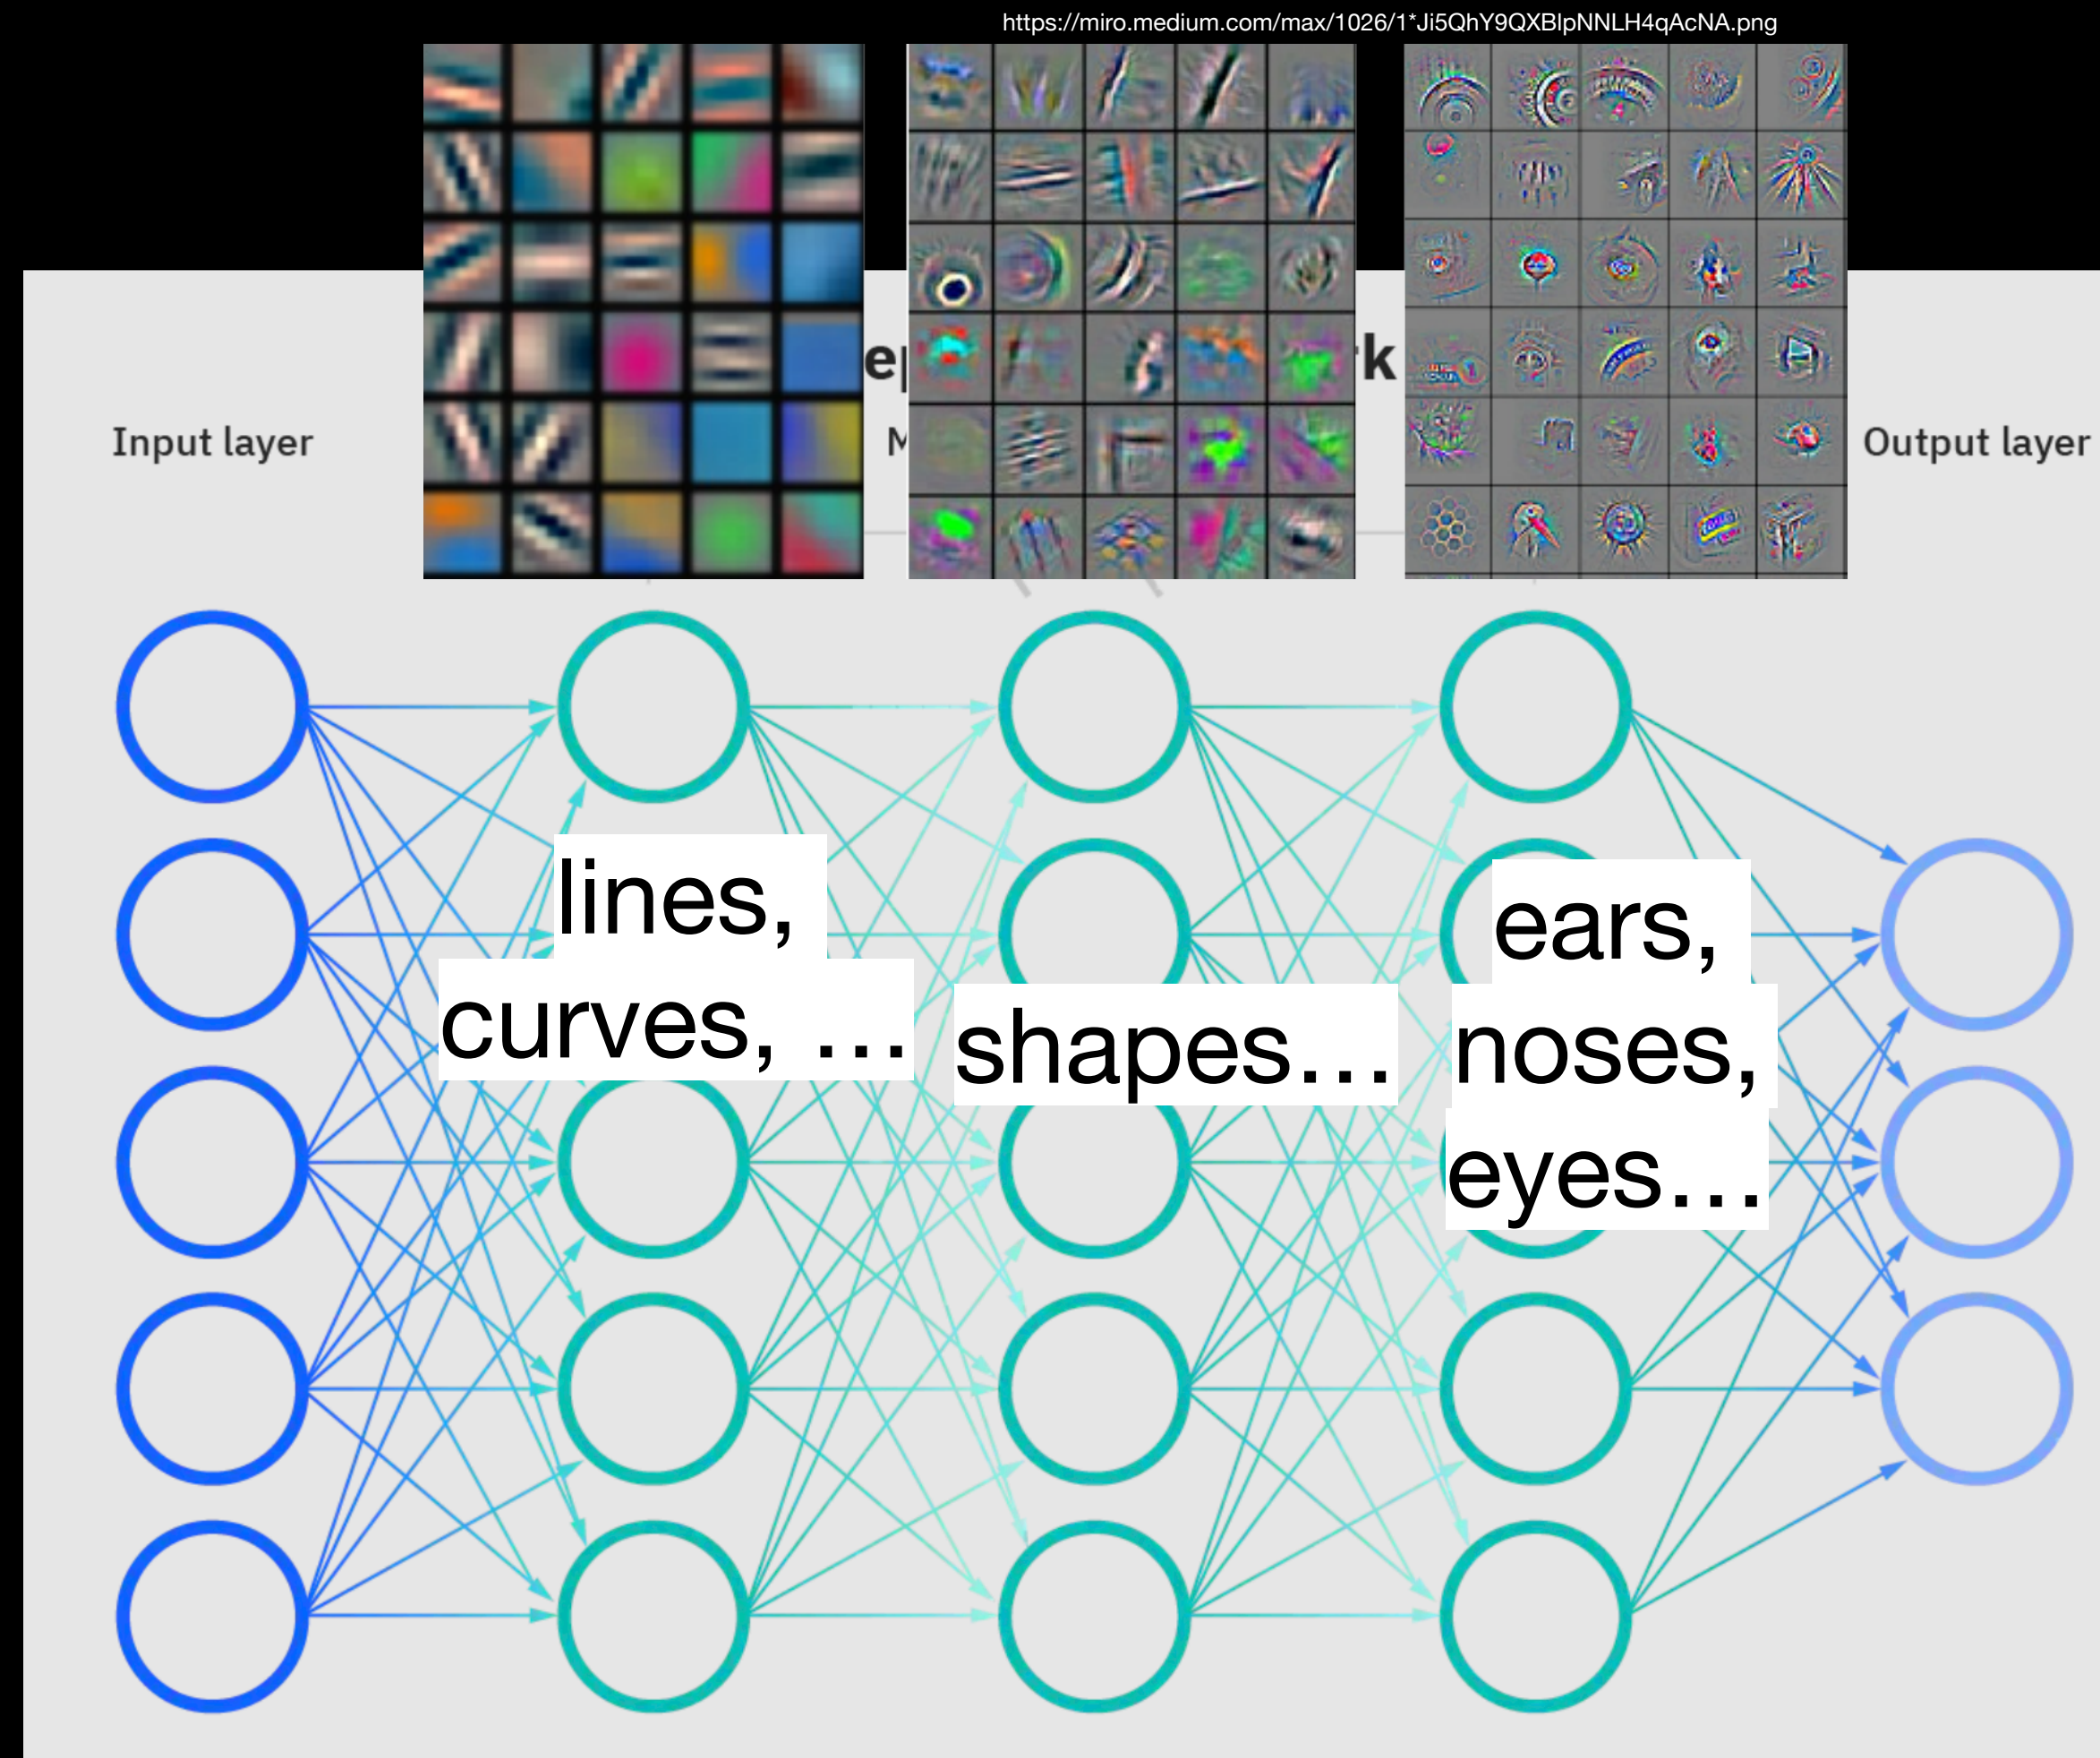 https://miro.medium.com/max/1026/1*Ji5QhY9QXBlpNNLH4qAcNA.png
Input layer
Output layer
lines,
curves, …
shapes…
ears,
noses,
eyes…